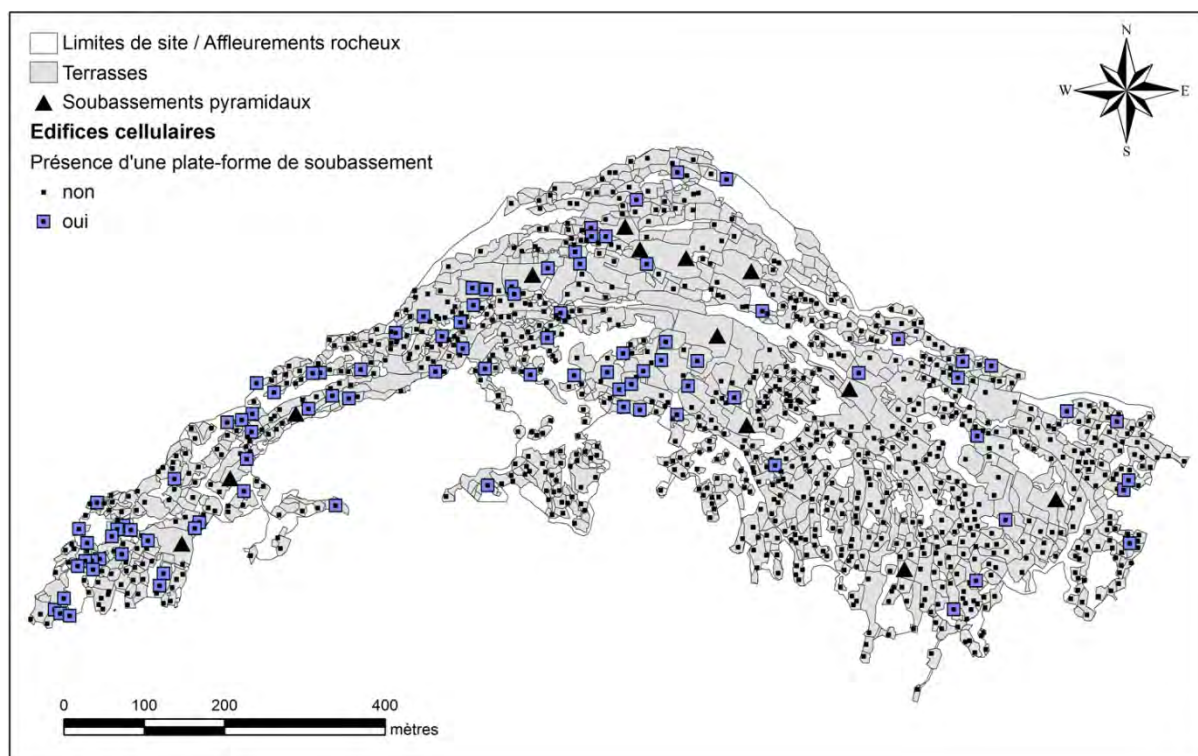 Limites de site / Affleurements rocheux
Terrasses
Soubassements pyramidaux
Edifices cellulaires
Présence d'une plate-forme de soubassement
non
oui
N
W E
S
0 100 200 400
mètres